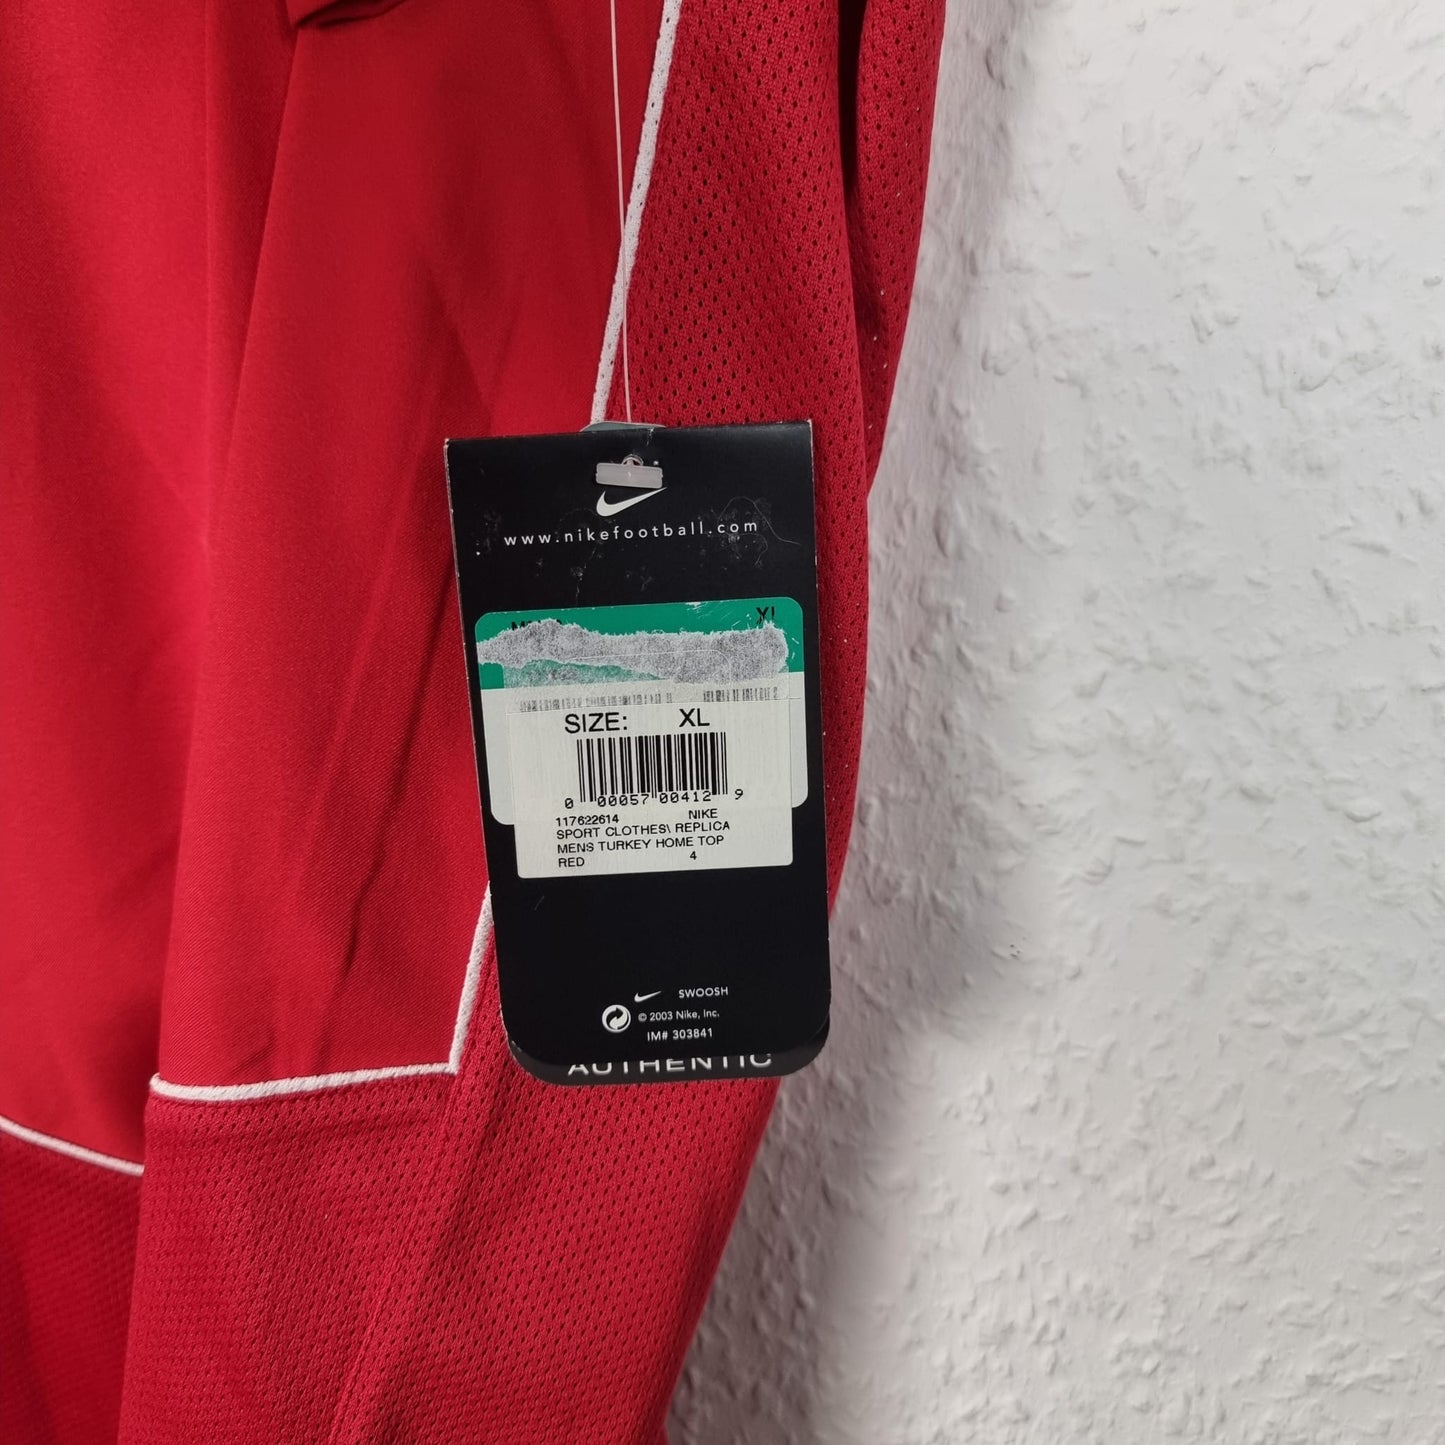 www.nikefootball.com
XL
SIZE: XL
0 00057 00412 9
117622614 NIKE
SPORT CLOTHES\ REPLICA
MENS TURKEY HOME TOP
RED 4
SWOOSH
© 2003 Nike, Inc.
IM# 303841
AUTHENTIC